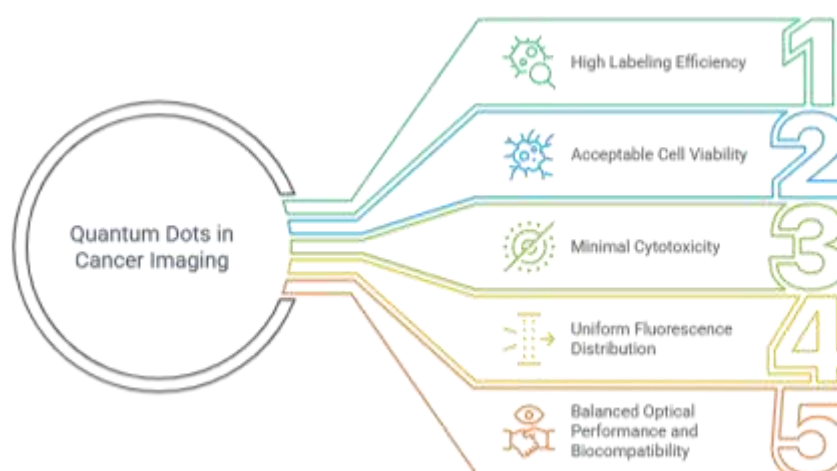 Quantum Dots in
Cancer Imaging
High Labeling Efficiency
1
Acceptable Cell Viability
2
Minimal Cytotoxicity
3
Uniform Fluorescence
Distribution
4
Balanced Optical
Performance and
Biocompatibility
5